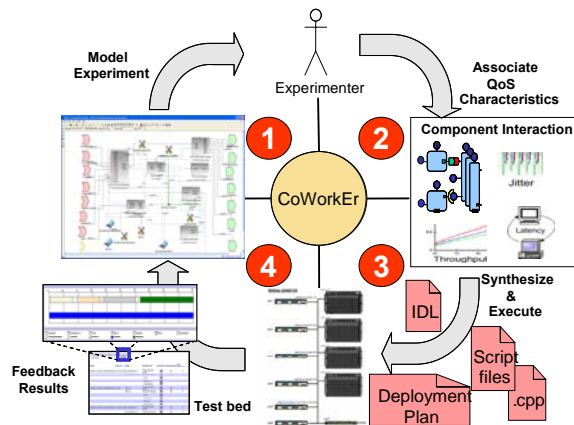 Model
Experiment
Experimenter
Associate
QoS
Characteristics
1
2
Component Interaction
CoWorkEr
Jitter
Latency
Throughput
4
3
Synthesize
&
Execute
IDL
Script
files
.cpp
Deployment
Plan
Feedback
Results
Test bed